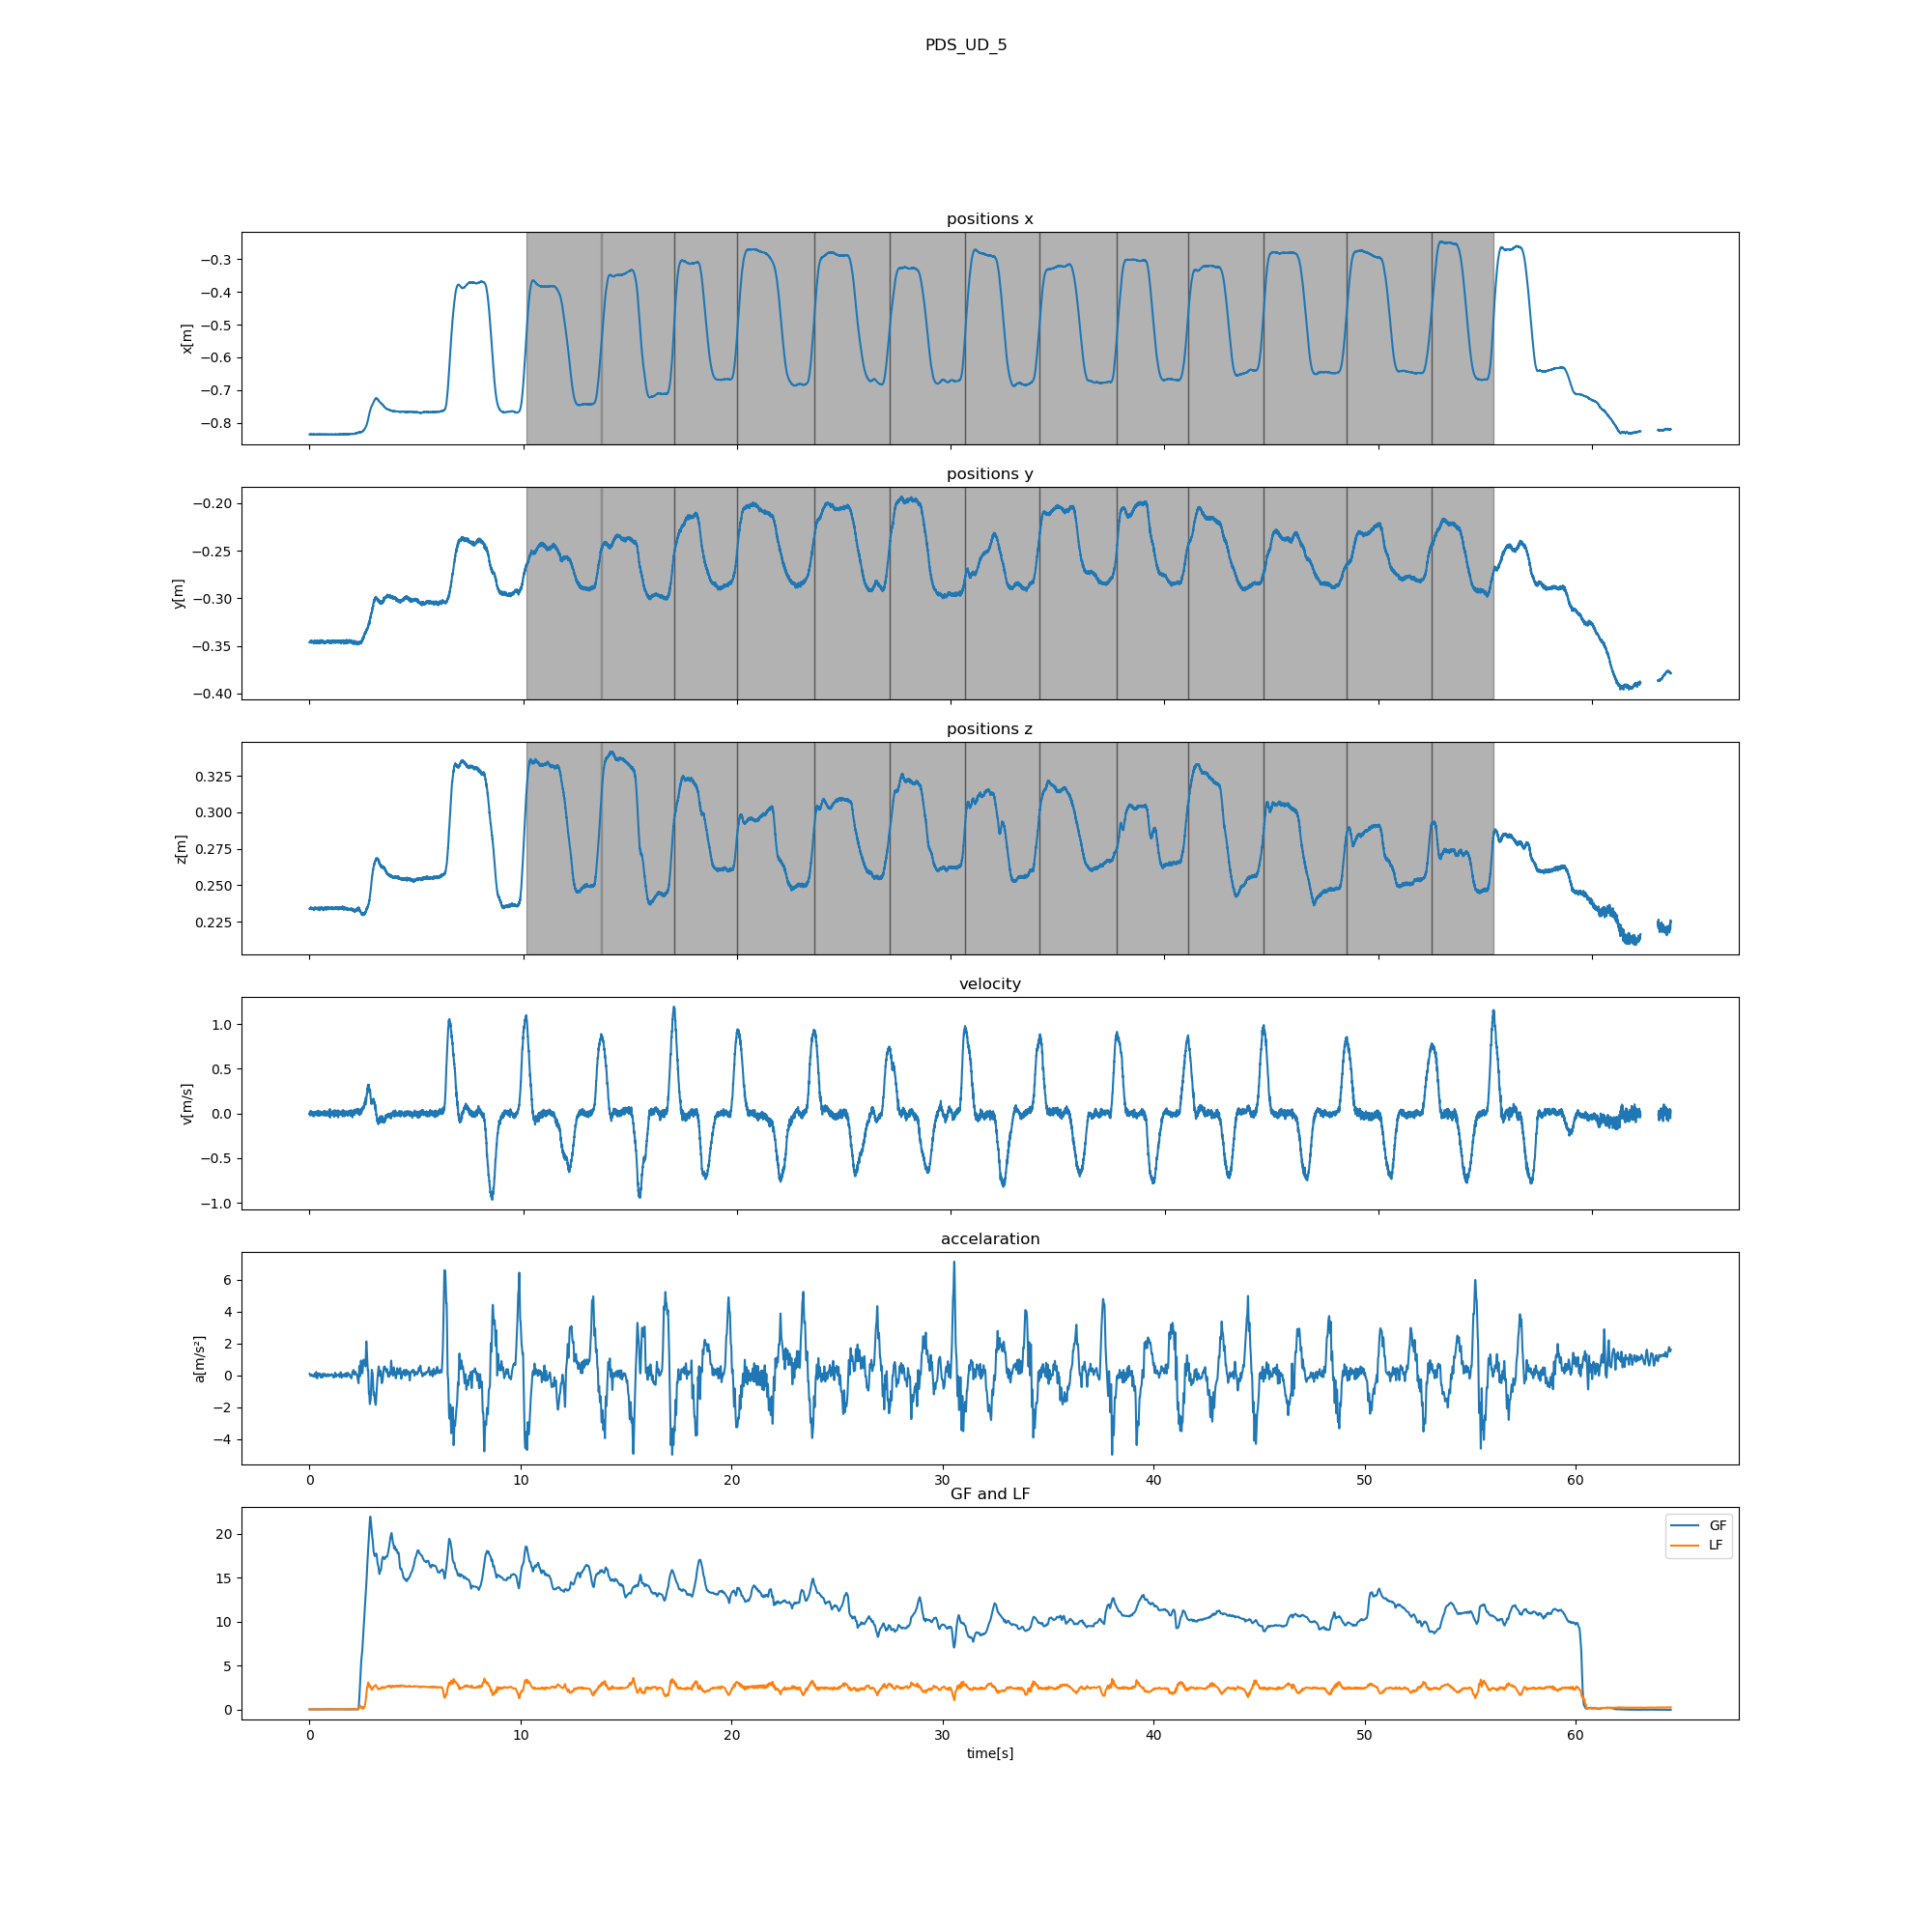 PDS_UD_5
positions x
x[m]
−0.3
−0.4
−0.5
−0.6
−0.7
−0.8
positions y
y[m]
−0.20
−0.25
−0.30
−0.35
−0.40
positions z
z[m]
0.325
0.300
0.275
0.250
0.225
velocity
v[m/s]
1.0
0.5
0.0
−0.5
−1.0
accelaration
a[m/s²]
6
4
2
0
−2
−4
0 10 20 30 40 50 60
GF and LF
20
15
10
5
0
GF
LF
0 10 20 30 40 50 60
time[s]